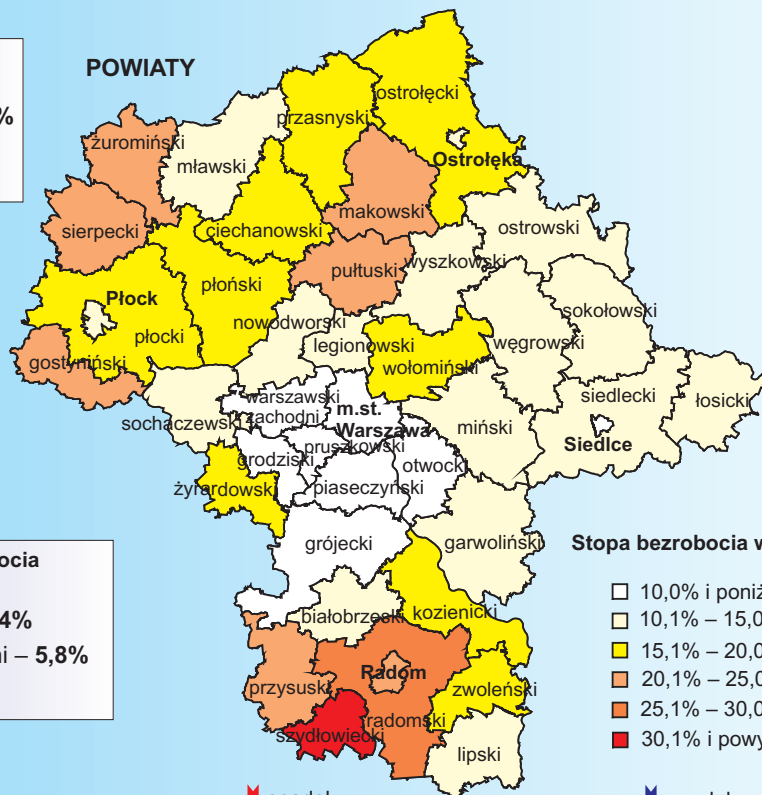 POWIATY
%
ostrołęcki
przasnyski
żuromiński
mławski
Ostrołęka
makowski
ciechanowski
sierpecki
ostrowski
wyszkowski
pułtuski
płoński
Płock
sokołowski
nowodworski
płocki
węgrowski
legionowski
gostyniński
wołomiński
siedlecki
łosicki
warszawski
zachodni
m.st.
Warszawa
sochaczewski
miński
Siedlce
pruszkowski
grodziski
otwock
żyrardowski
piaseczyński
grójecki
garwoliński
Stopa bezrobocia w
ocia
10,0% i poniż
4%
10,1% – 15,0
białobrzeski
kozienicki
15,1% – 20,0
ni – 5,8%
20,1% – 25,0
Radom
przysuski
zwoleński
25,1% – 30,0
radomski
szydłowiecki
30,1% i powy
lipski